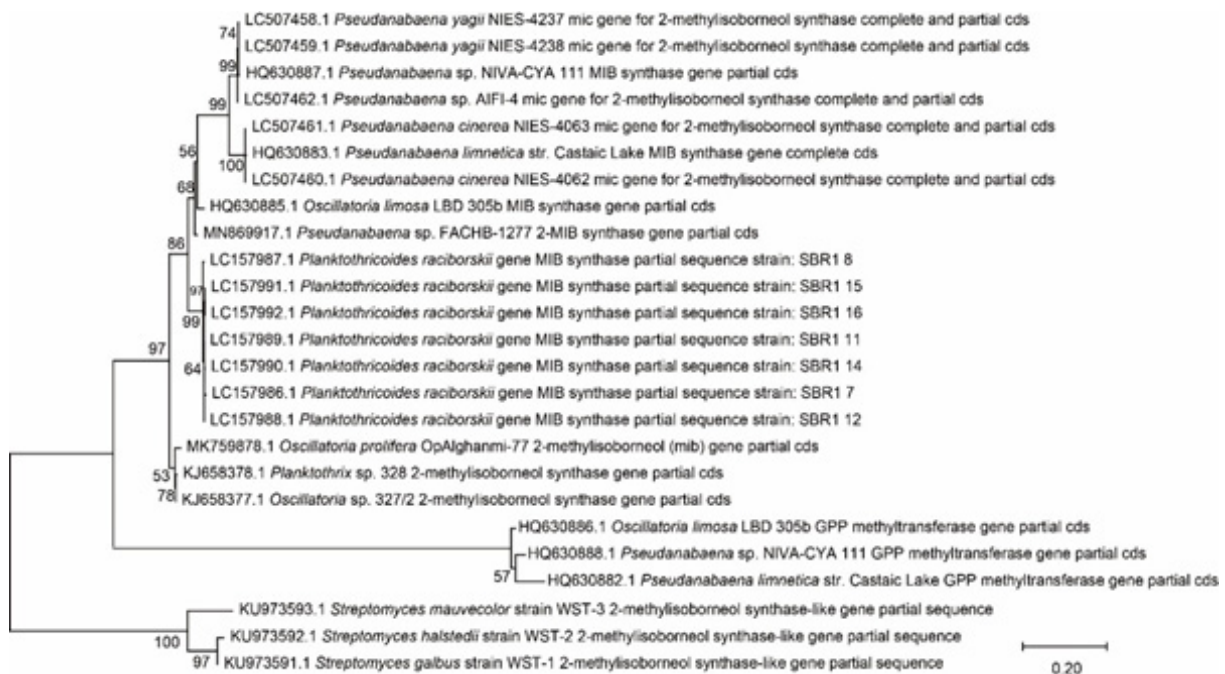 LC507458.1 Pseudanabaena yagii NIES-4237 mic gene for 2-methylisoborneol synthase complete and partial cds
74
LC507459.1 Pseudanabaena yagii NIES-4238 mic gene for 2-methylisoborneol synthase complete and partial cds
99
HQ630887.1 Pseudanabaena sp. NIVA-CYA 111 MIB synthase gene partial cds
99
LC507462.1 Pseudanabaena sp. AIFI-4 mic gene for 2-methylisoborneol synthase complete and partial cds
LC507461.1 Pseudanabaena cinerea NIES-4063 mic gene for 2-methylisoborneol synthase complete and partial cds
56
HQ630883.1 Pseudanabaena limnetica str. Castaic Lake MIB synthase gene complete cds
100
LC507460.1 Pseudanabaena cinerea NIES-4062 mic gene for 2-methylisoborneol synthase complete and partial cds
68
HQ630885.1 Oscillatoria limosa LBD 305b MIB synthase gene partial cds
MN869917.1 Pseudanabaena sp. FACHB-1277 2-MIB synthase gene partial cds
86
LC157987.1 Planktothricoides raciborskii gene MIB synthase partial sequence strain: SBR1 8
LC157991.1 Planktothricoides raciborskii gene MIB synthase partial sequence strain: SBR1 15
97
LC157992.1 Planktothricoides raciborskii gene MIB synthase partial sequence strain: SBR1 16
99
LC157989.1 Planktothricoides raciborskii gene MIB synthase partial sequence strain: SBR1 11
97
LC157990.1 Planktothricoides raciborskii gene MIB synthase partial sequence strain: SBR1 14
64
LC157986.1 Planktothricoides raciborskii gene MIB synthase partial sequence strain: SBR1 7
LC157988.1 Planktothricoides raciborskii gene MIB synthase partial sequence strain: SBR1 12
MK759878.1 Oscillatoria prolifera OpAlghanmi-77 2-methylisoborneol (mib) gene partial cds
53
KJ658378.1 Planktothrix sp. 328 2-methylisoborneol synthase gene partial cds
78
KJ658377.1 Oscillatoria sp. 327/2 2-methylisoborneol synthase gene partial cds
HQ630886.1 Oscillatoria limosa LBD 305b GPP methyltransferase gene partial cds
HQ630888.1 Pseudanabaena sp. NIVA-CYA 111 GPP methyltransferase gene partial cds
57
HQ630882.1 Pseudanabaena limnetica str. Castaic Lake GPP methyltransferase gene partial cds
KU973593.1 Streptomyces mauvecolor strain WST-3 2-methylisoborneol synthase-like gene partial sequence
100
KU973592.1 Streptomyces halstedii strain WST-2 2-methylisoborneol synthase-like gene partial sequence
97
KU973591.1 Streptomyces galbus strain WST-1 2-methylisoborneol synthase-like gene partial sequence
0.20